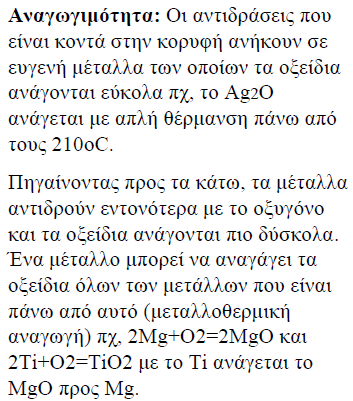 Αναγωγιμότητα: Οι αντιδράσεις που
είναι κοντά στην κορυφή ανήκουν σε
ευγενή μέταλλα των οποίων τα οξείδια
ανάγονται εύκολα πχ, το Ag2O
ανάγεται με απλή θέρμανση πάνω από
τους 210oC.
Πηγαίνοντας προς τα κάτω, τα μέταλλα
αντιδρούν εντονότερα με το οξυγόνο
και τα οξείδια ανάγονται πιο δύσκολα.
Ένα μέταλλο μπορεί να αναγάγει τα
οξείδια όλων των μετάλλων που είναι
πάνω από αυτό (μεταλλοθερμική
αναγωγή) πχ, 2Mg+O2=2MgO και
2Ti+O2=TiO2 με το Ti ανάγεται το
MgO προς Mg.